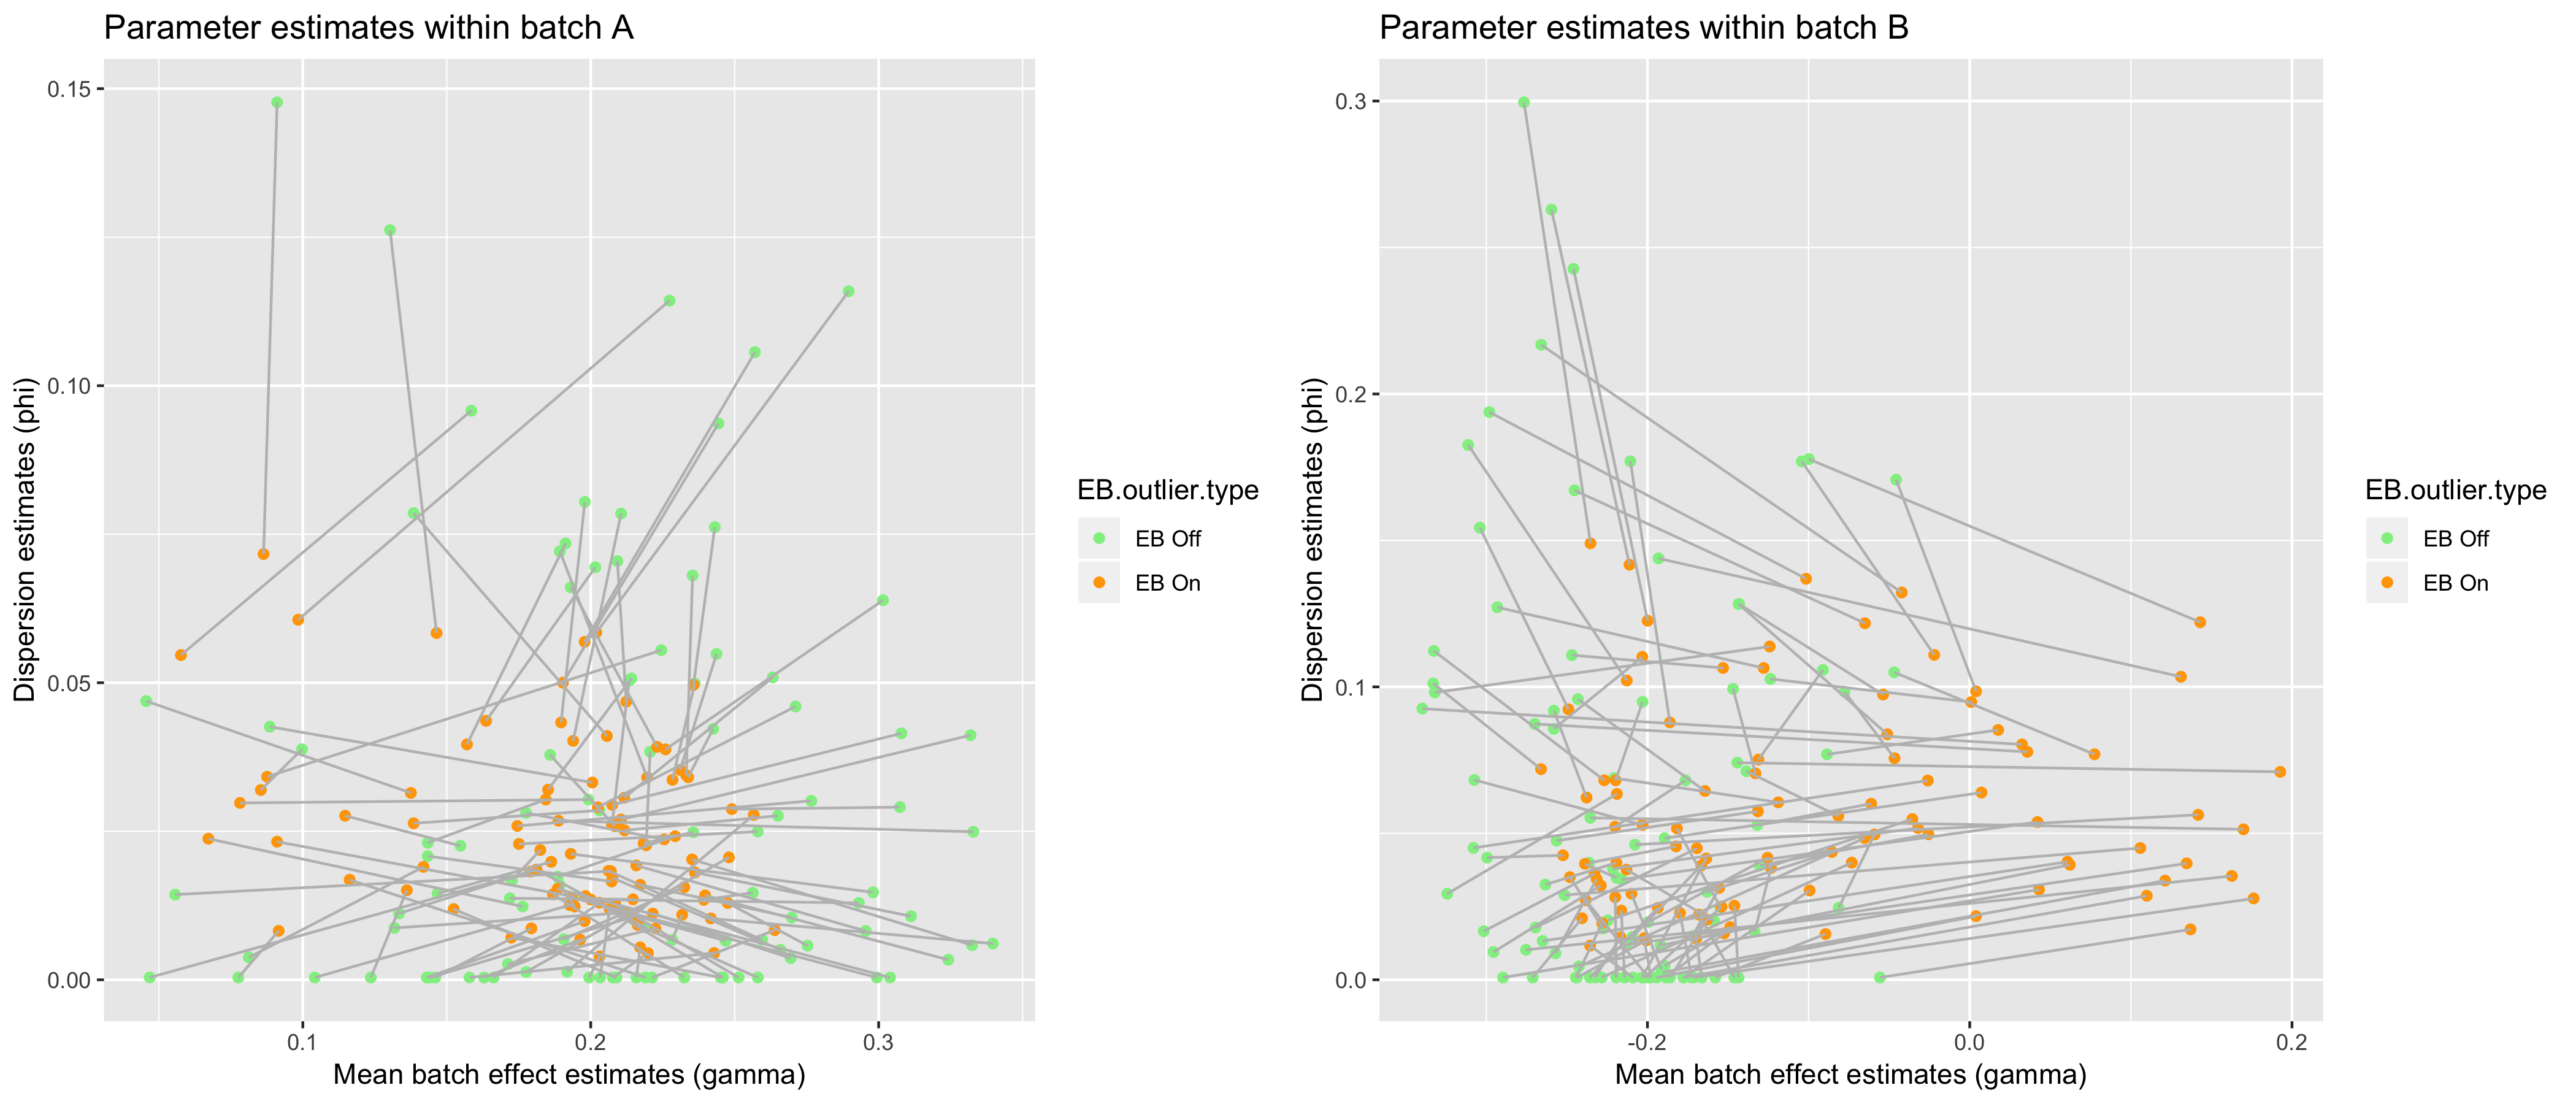 Parameter estimates within batch A
Dispersion estimates (phi)
0.15
0.10
0.05
0.00
0.1
0.2
0.3
Mean batch effect estimates (gamma)
EB.outlier.type
EB Off
EB On
Parameter estimates within batch B
Dispersion estimates (phi)
0.3
0.2
0.1
0.0
-0.2
0.0
0.2
Mean batch effect estimates (gamma)
EB.outlier.type
EB Off
EB On